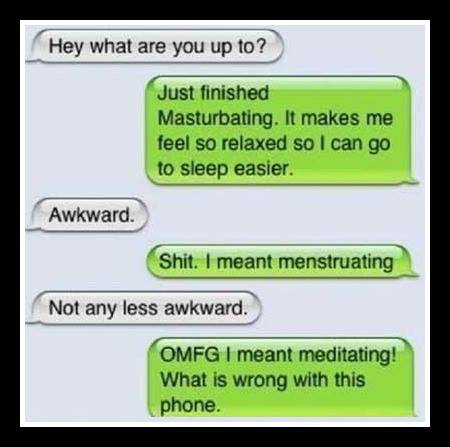 Hey what are you up to?
Just finished
Masturbating. It makes me
feel so relaxed so I can go
to sleep easier.
Awkward.
Shit. I meant menstruating
Not any less awkward.
OMFG I meant meditating!
What is wrong with this
phone.